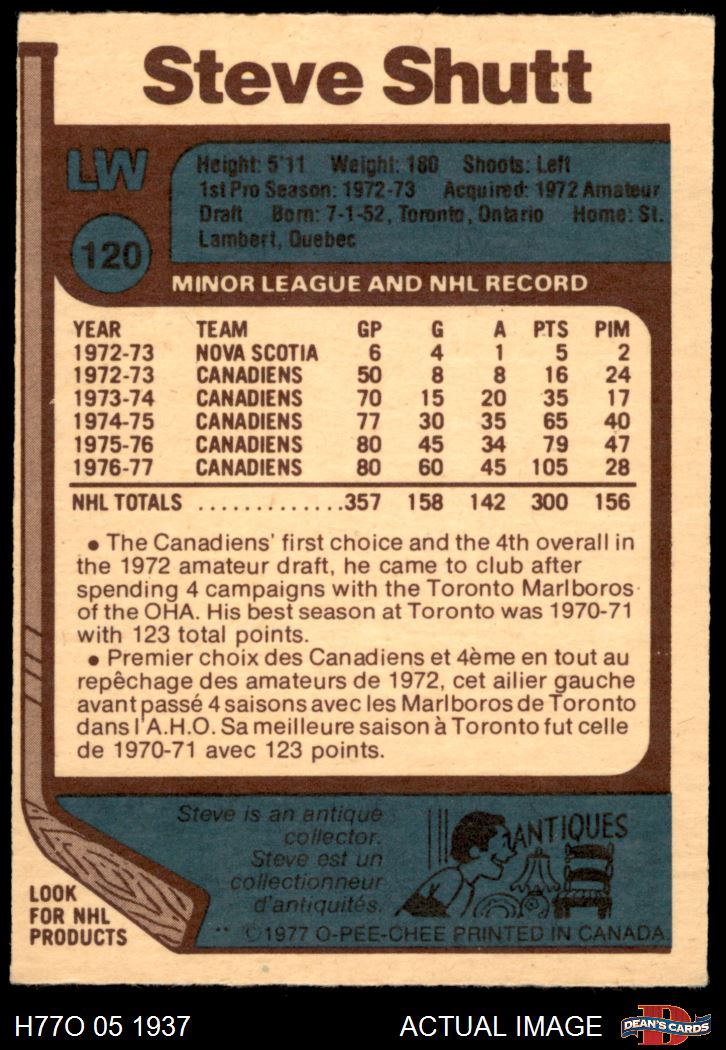 Steve Shutt
LW
Height: 5'11 Weight: 180 Shoots: Left
1st Pro Season: 1972-73 Acquired: 1972 Amateur
Draft Born: 7-1-52, Toronto, Ontario Home: St.
Lambert, Quebec
120
MINOR LEAGUE AND NHL RECORD
YEAR TEAM GP G A PTS PIM
1972-73 NOVA SCOTIA 6 4 1 5 2
1972-73 CANADIENS 50 8 8 16 24
1973-74 CANADIENS 70 15 20 35 17
1974-75 CANADIENS 77 30 35 65 40
1975-76 CANADIENS 80 45 34 79 47
1976-77 CANADIENS 80 60 45 105 28
NHL TOTALS .............357 158 142 300 156
• The Canadiens' first choice and the 4th overall in
the 1972 amateur draft, he came to club after
spending 4 campaigns with the Toronto Marlboros
of the OHA. His best season at Toronto was 1970-71
with 123 total points.
• Premier choix des Canadiens et 4ème en tout au
repêchage des amateurs de 1972, cet ailier gauche
avant passé 4 saisons avec les Marlboros de Toronto
dans l'A.H.O. Sa meilleure saison à Toronto fut celle
de 1970-71 avec 123 points.
Steve is an antique
collector.
Steve est un
collectionneur
d'antiquités.
ANTIQUES
LOOK
FOR NHL
PRODUCTS
** ©1977 O-PEE-CHEE PRINTED IN CANADA
H77O 05 1937
ACTUAL IMAGE
D
DEAN'S CARDS